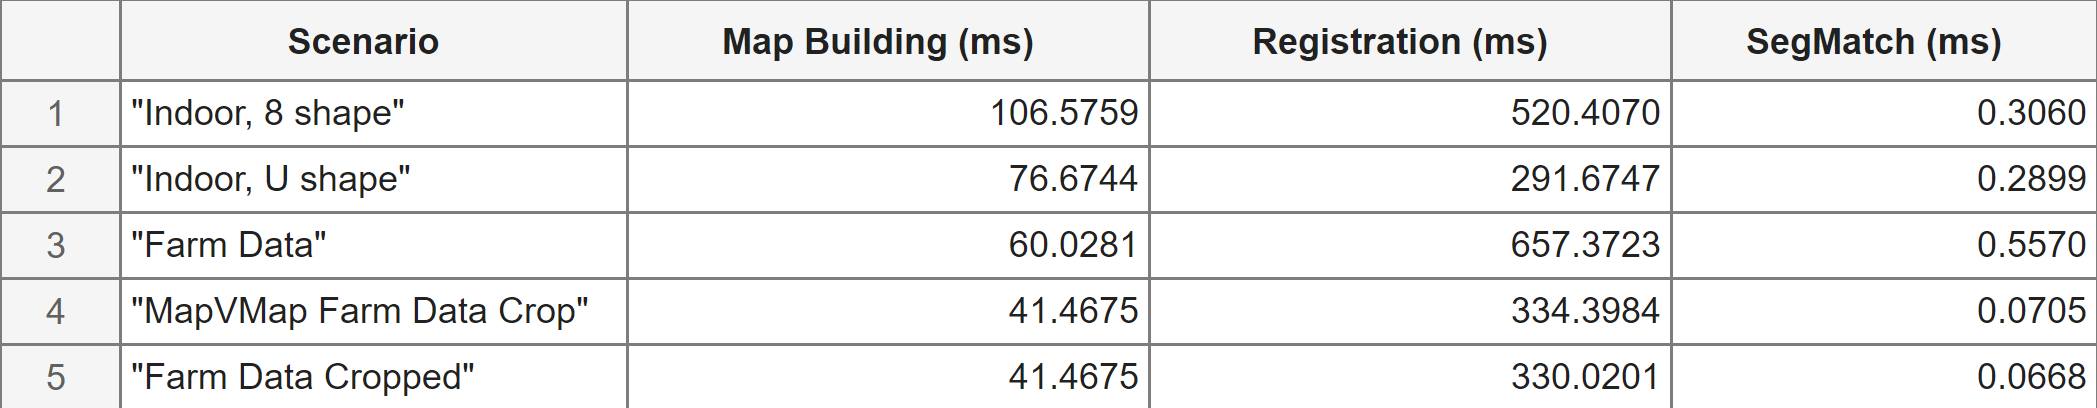 Scenario Map Building (ms) Registration (ms) SegMatch (ms)
1 "Indoor, 8 shape" 106.5759 520.4070 0.3060
2 "Indoor, U shape" 76.6744 291.6747 0.2899
3 "Farm Data" 60.0281 657.3723 0.5570
4 "MapVMap Farm Data Crop" 41.4675 334.3984 0.0705
5 "Farm Data Cropped" 41.4675 330.0201 0.0668